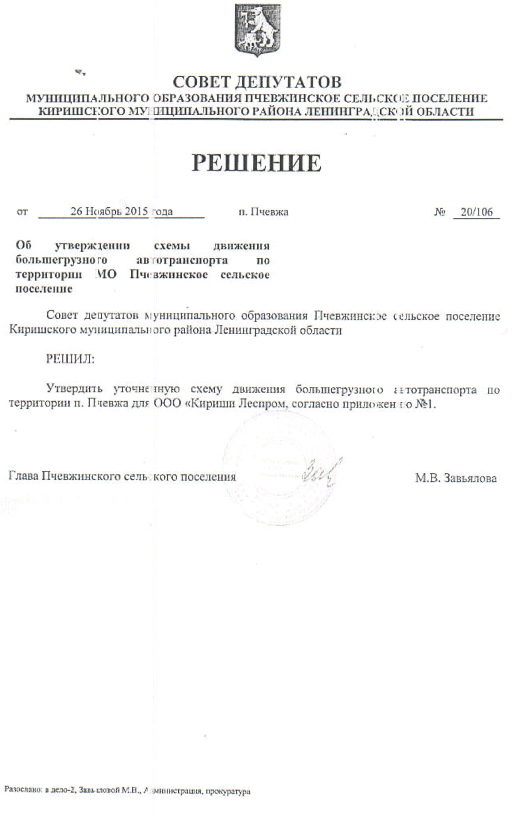 СОВЕТ ДЕПУТАТОВ
МУНИЦИПАЛЬНОГО ОБРАЗОВАНИЯ ПЧЕВЖИНСКОЕ СЕЛЬСКОЕ ПОСЕЛЕНИЕ
КИРИШСКОГО МУНИЦИПАЛЬНОГО РАЙОНА ЛЕНИНГРАДСКОЙ ОБЛАСТИ
РЕШЕНИЕ
от 26 Ноябрь 2015 года п. Пчевжа № 20/106
Об утверждении схемы движения
большегрузного автотранспорта по
территории МО Пчевжинское сельское
поселение
Совет депутатов муниципального образования Пчевжинское сельское поселение
Киришского муниципального района Ленинградской области
РЕШИЛ:
Утвердить уточненную схему движения большегрузного автотранспорта по
территории п. Пчевжа для ООО «Кириши Леспром, согласно приложению №1.
Глава Пчевжинского сельского поселения М.В. Завьялова
Разослано: в дело-2, Завьяловой М.В., Администрация, прокуратура